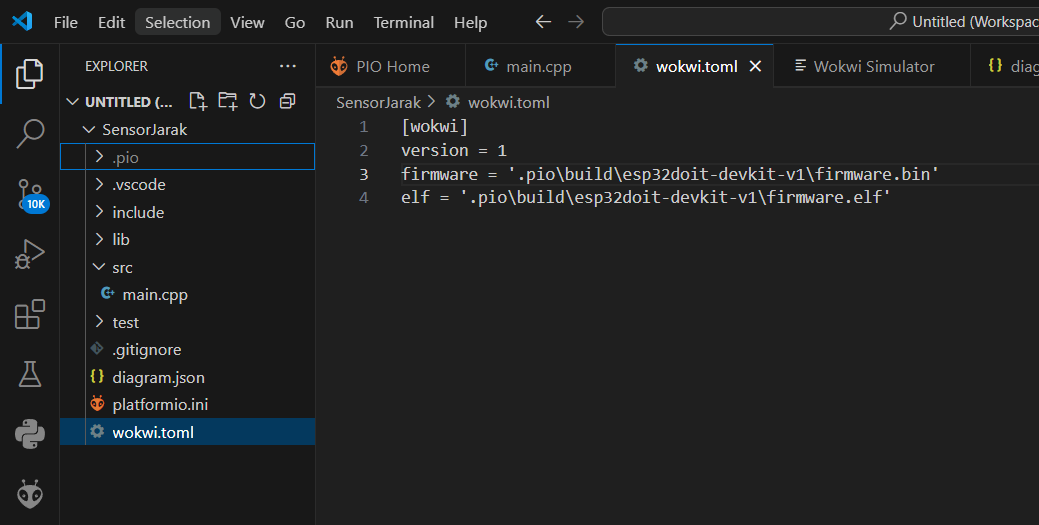 File Edit Selection View Go Run Terminal Help Untitled (Workspac
EXPLORER
UNTITLED (...
SensorJarak
.pio
.vscode
include
lib
src
main.cpp
test
.gitignore
diagram.json
platformio.ini
wokwi.toml
10K
PIO Home main.cpp wokwi.toml Wokwi Simulator {} diag
SensorJarak > wokwi.toml
1 [wokwi]
2 version = 1
3 firmware = '.pio\build\esp32doit-devkit-v1\firmware.bin'
4 elf = '.pio\build\esp32doit-devkit-v1\firmware.elf'